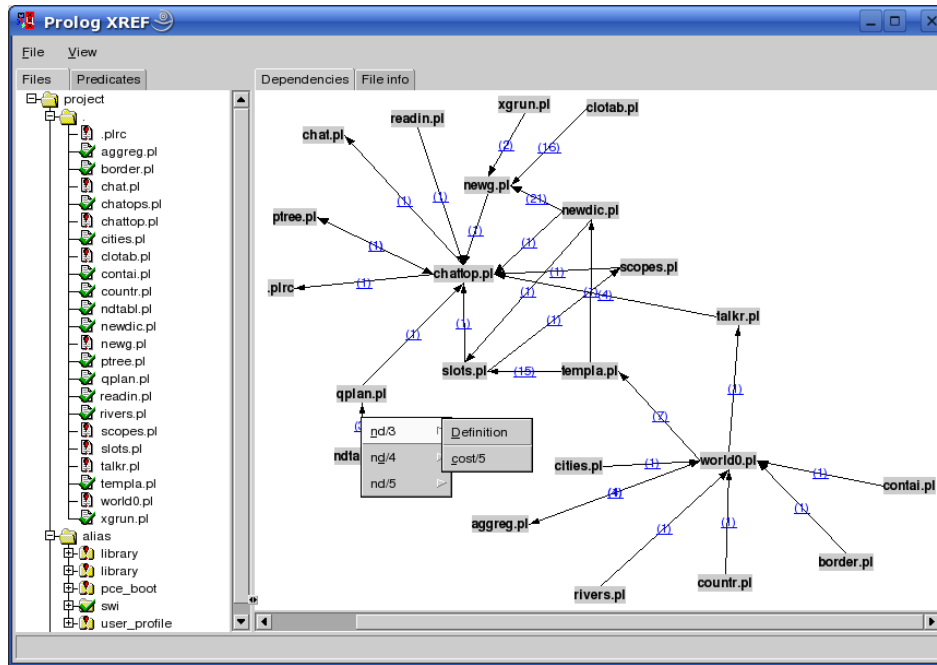 Prolog XREF
File View
Files Predicates
project
.
.plrc
aggreg.pl
border.pl
chat.pl
chatops.pl
chattop.pl
cities.pl
clotab.pl
contai.pl
countr.pl
ndtabl.pl
newdic.pl
newg.pl
ptree.pl
qplan.pl
readin.pl
rivers.pl
scopes.pl
slots.pl
talkr.pl
templa.pl
world0.pl
xgrun.pl
alias
library
library
pce_boot
swi
user_profile
Dependencies File info
xgrun.pl
clotab.pl
readin.pl
chat.pl
(2)
(16)
newg.pl
(1)
(21)
(1)
newdic.pl
ptree.pl
(1)
(1)
(1)
scopes.pl
chattop.pl
(1)
.plrc
(1)
(1)
(4)
talkr.pl
(1)
(1)
(1)
slots.pl
(15)
templa.pl
(1)
qplan.pl
(7)
nd/3
Definition
nd/4
cost/5
nd/5
ndta
cities.pl
(1)
world0.pl
(1)
contai.pl
aggreg.pl
(1)
(1)
(1)
border.pl
countr.pl
rivers.pl